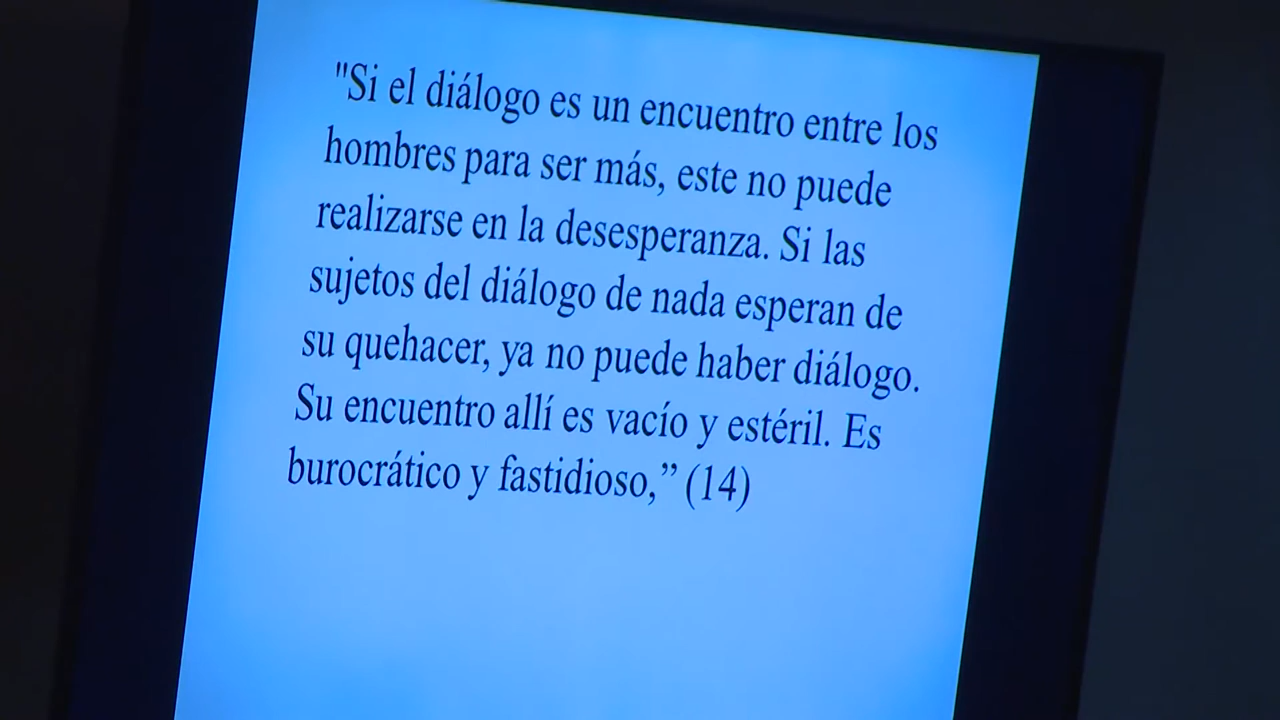 "Si el diálogo es un encuentro entre los
hombres para ser más, este no puede
realizarse en la desesperanza. Si las
sujetos del diálogo de nada esperan de
su quehacer, ya no puede haber diálogo.
Su encuentro allí es vacío y estéril. Es
burocrático y fastidioso,” (14)